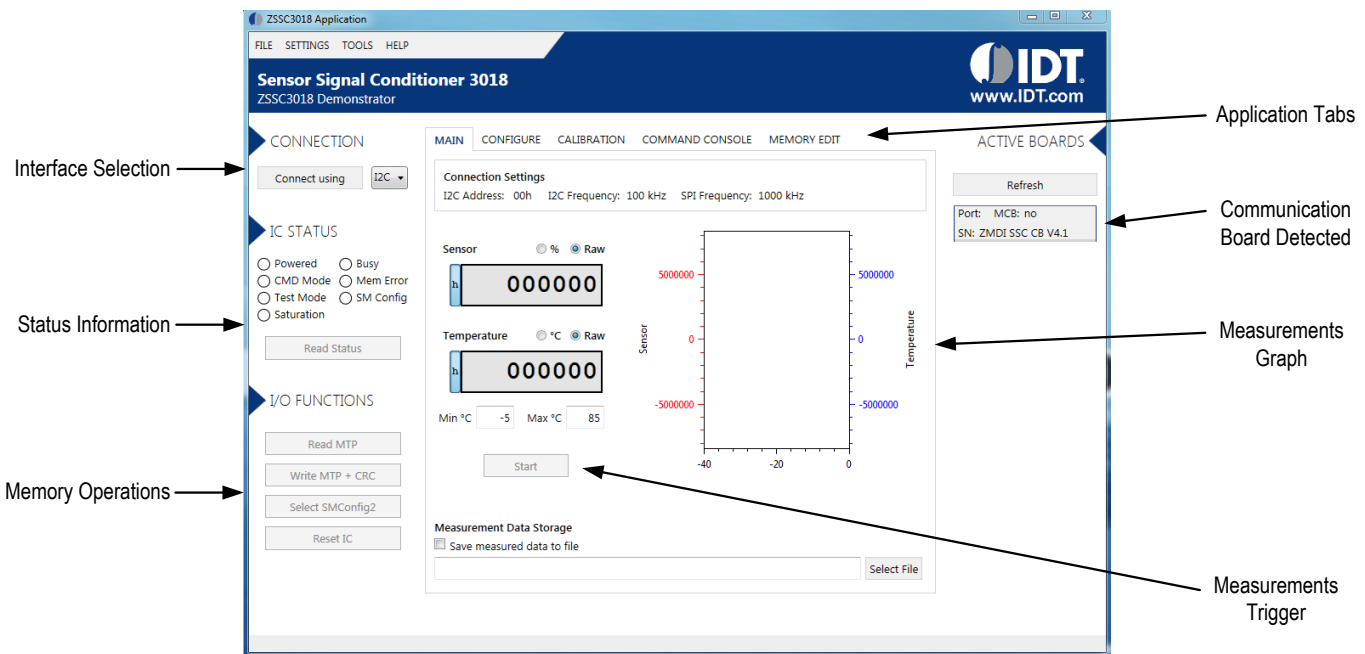 ZSSC3018 Application
FILE SETTINGS TOOLS HELP
Sensor Signal Conditioner 3018
ZSSC3018 Demonstrator
IDT
www.IDT.com
Application Tabs
Interface Selection
Status Information
Memory Operations
CONNECTION
Connect using I2C
IC STATUS
Powered Busy
CMD Mode Mem Error
Test Mode SM Config
Saturation
Read Status
I/O FUNCTIONS
Read MTP
Write MTP + CRC
Select SMConfig2
Reset IC
MAIN CONFIGURE CALIBRATION COMMAND CONSOLE MEMORY EDIT
Connection Settings
I2C Address: 00h I2C Frequency: 100 kHz SPI Frequency: 1000 kHz
Sensor % Raw
h 000000
Temperature °C Raw
h 000000
Min °C -5 Max °C 85
Start
Sensor
5000000
0
-5000000
5000000
0
-5000000
Temperature
-40 -20 0
Measurement Data Storage
Save measured data to file
Select File
ACTIVE BOARDS
Refresh
Port: MCB: no
SN: ZMDI SSC CB V4.1
Communication
Board Detected
Measurements
Graph
Measurements
Trigger